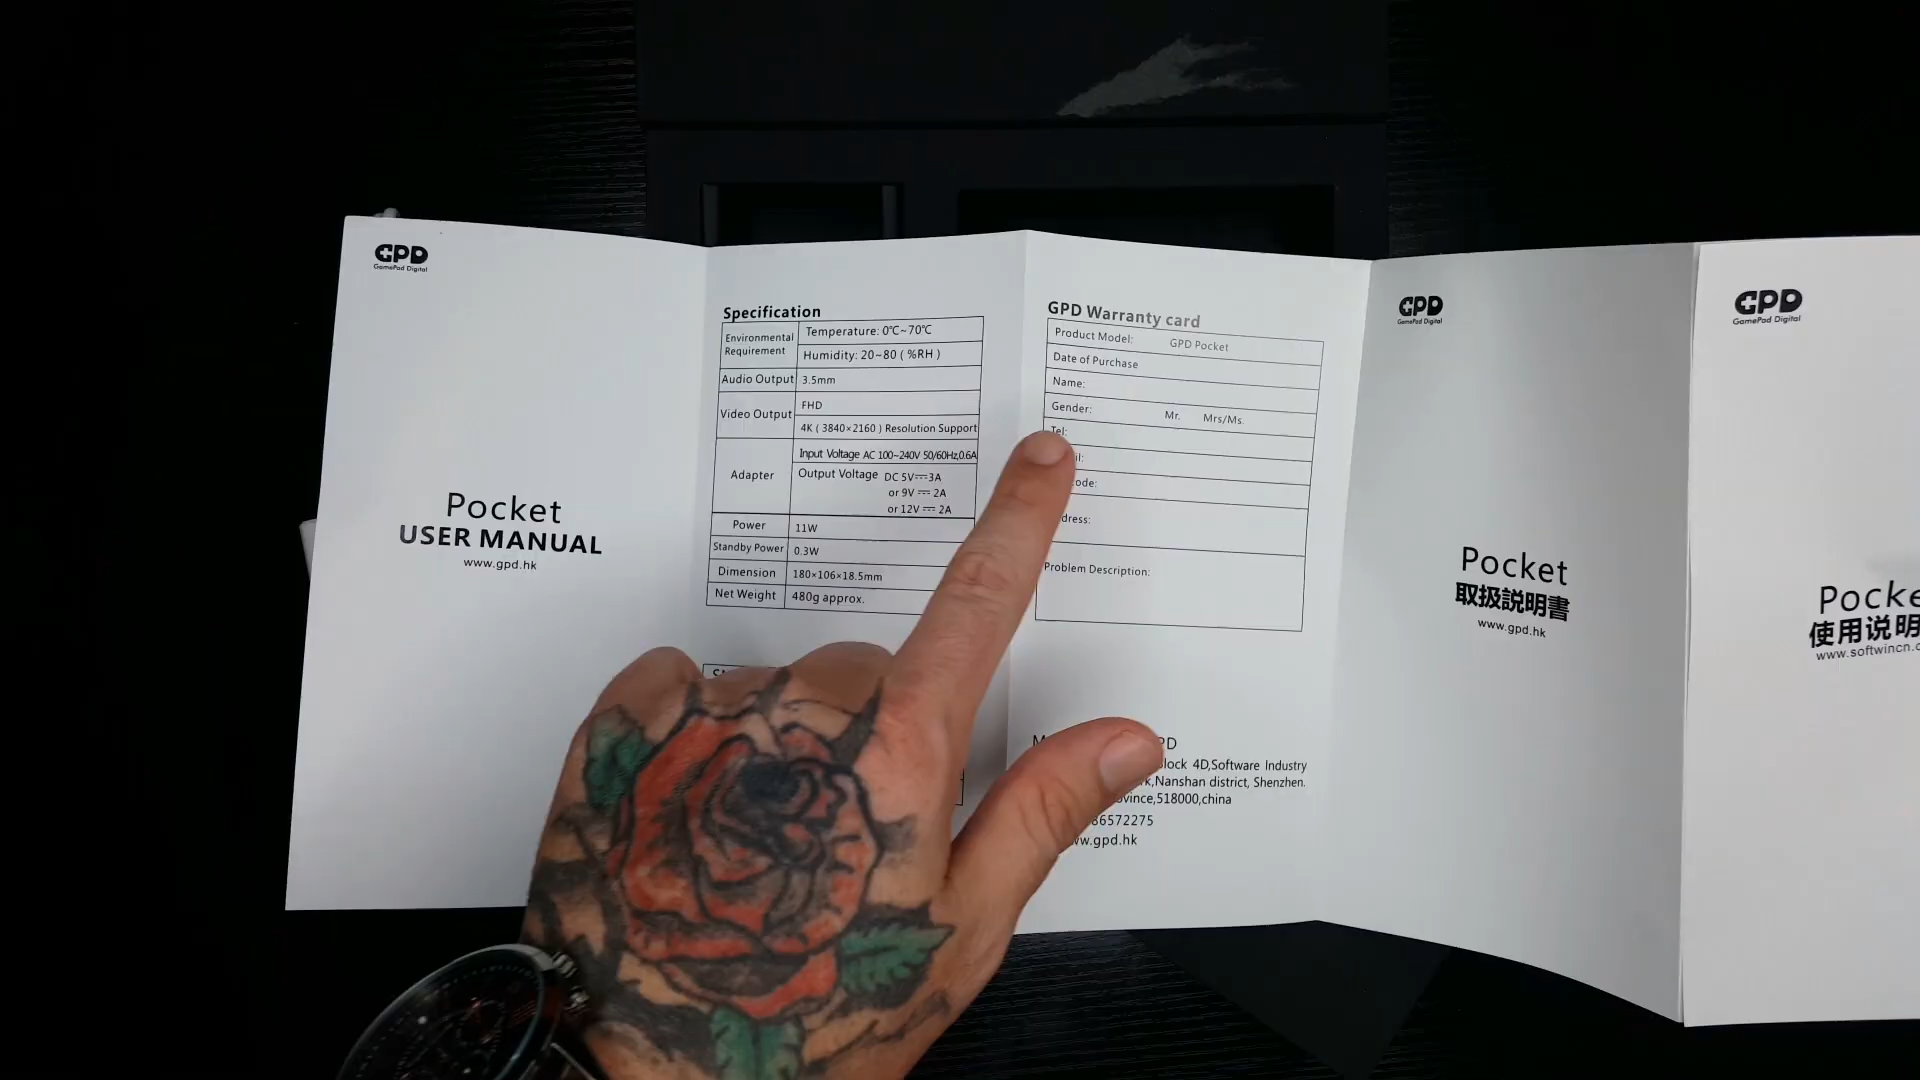 GPD
GamePad Digital
Pocket
USER MANUAL
www.gpd.hk
Specification
Environmental Requirement
Temperature: 0℃~70℃
Humidity: 20~80 ( %RH )
Audio Output
3.5mm
Video Output
FHD
4K ( 3840×2160 ) Resolution Support
Adapter
Input Voltage AC 100~240V 50/60Hz,0.6A
Output Voltage DC 5V⎓3A
or 9V ⎓ 2A
or 12V ⎓ 2A
Power
11W
Standby Power
0.3W
Dimension
180×106×18.5mm
Net Weight
480g approx.
GPD Warranty card
Product Model: GPD Pocket
Date of Purchase
Name:
Gender: Mr. Mrs/Ms.
Tel:
Problem Description:
4D,Software Industry
Nanshan district, Shenzhen.
518000,china
86572275
www.gpd.hk
GPD
GamePad Digital
Pocket
取扱説明書
www.gpd.hk
GPD
GamePad Digital
使用说明